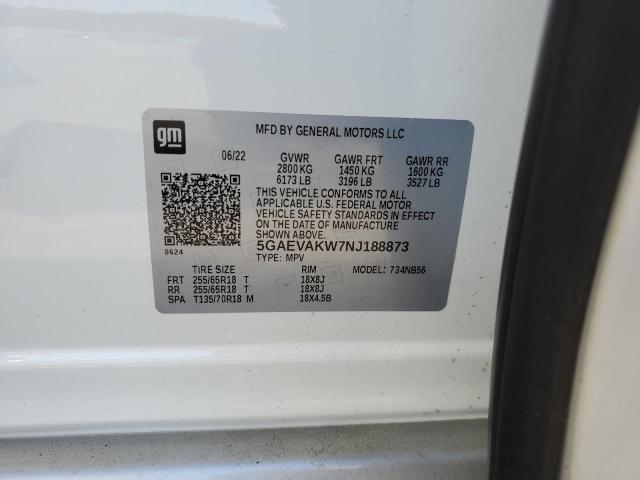 gm
MFD BY GENERAL MOTORS LLC
06/22 GVWR GAWR FRT GAWR RR
2800 KG 1450 KG 1600 KG
6173 LB 3196 LB 3527 LB
THIS VEHICLE CONFORMS TO ALL
APPLICABLE U.S. FEDERAL MOTOR
VEHICLE SAFETY STANDARDS IN EFFECT
ON THE DATE OF MANUFACTURE
SHOWN ABOVE.
8624 5GAEVAKW7NJ188873
TYPE: MPV
TIRE SIZE RIM MODEL: 734NB56
FRT 255/65R18 T 18X8J
RR 255/65R18 T 18X8J
SPA T135/70R18 M 18X4.5B